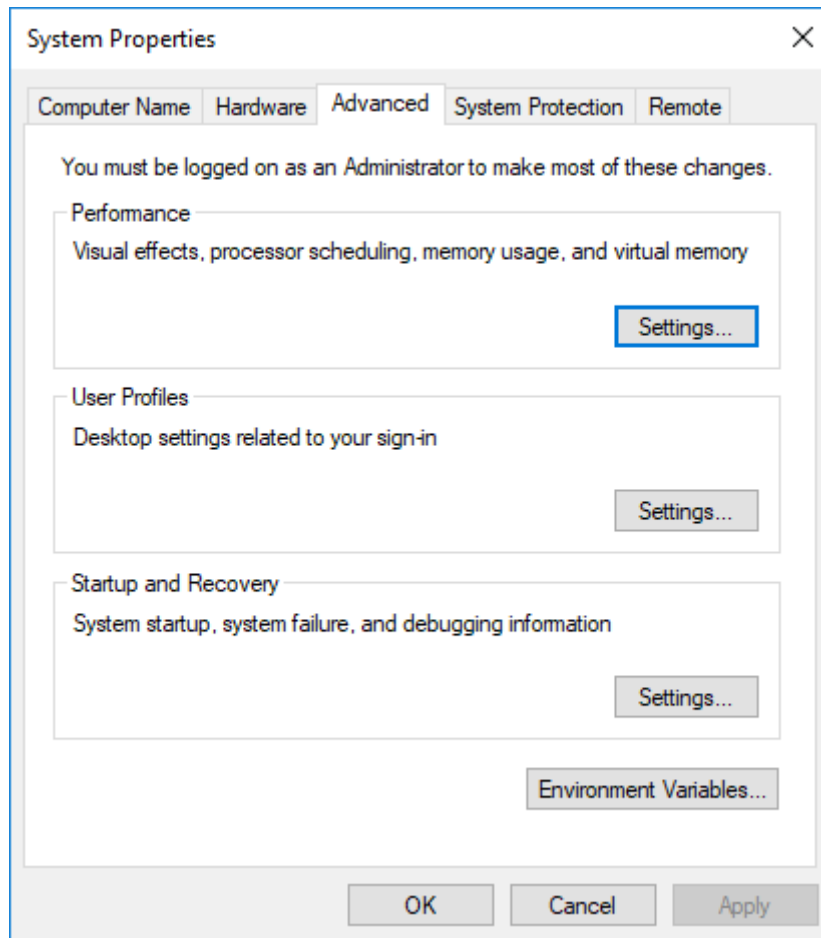 System Properties
Computer Name Hardware Advanced System Protection Remote
You must be logged on as an Administrator to make most of these changes.
Performance
Visual effects, processor scheduling, memory usage, and virtual memory
Settings...
User Profiles
Desktop settings related to your sign-in
Settings...
Startup and Recovery
System startup, system failure, and debugging information
Settings...
Environment Variables...
OK Cancel Apply